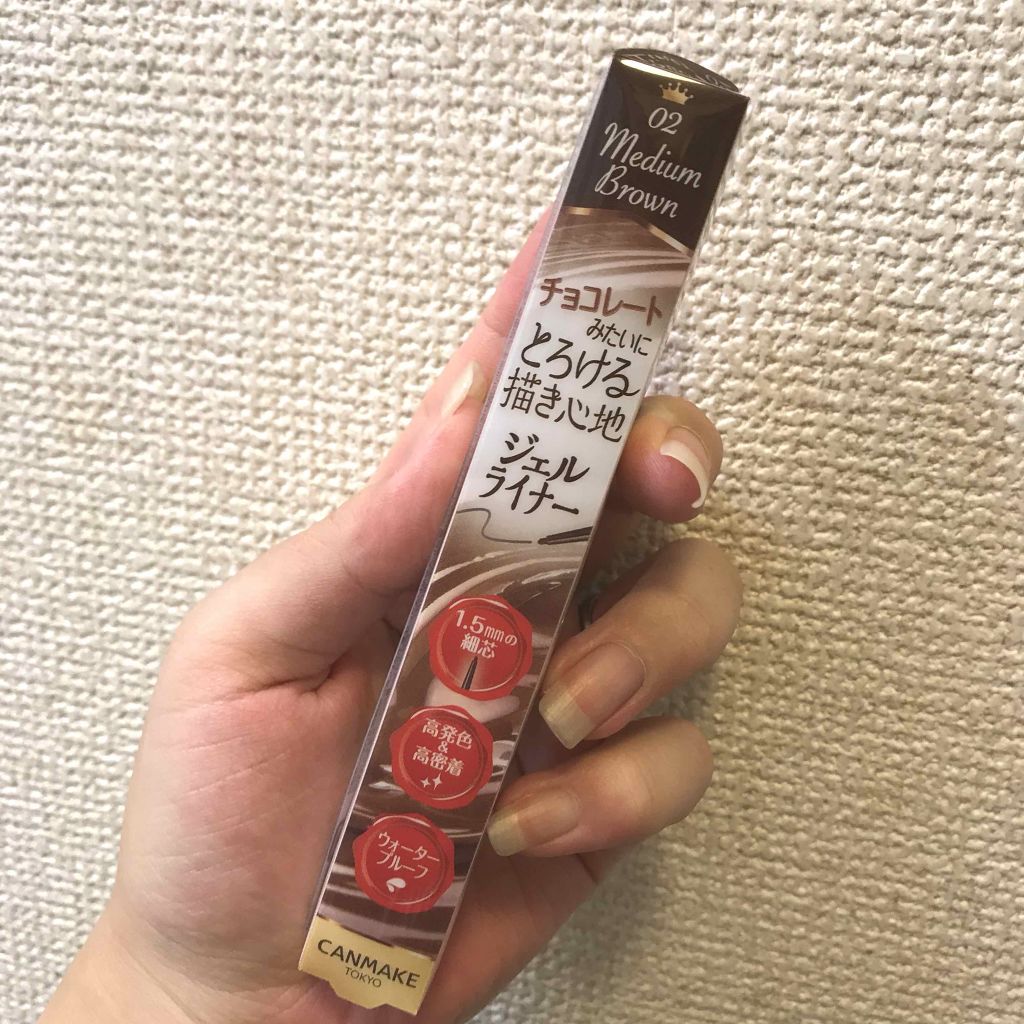 02
Medium
Brown
チョコレート
みたいに
とろける
描き心地
ジェル
ライナー
1.5mmの
細芯
高発色
&
高密着
ウォーター
プルーフ
CANMAKE
TOKYO